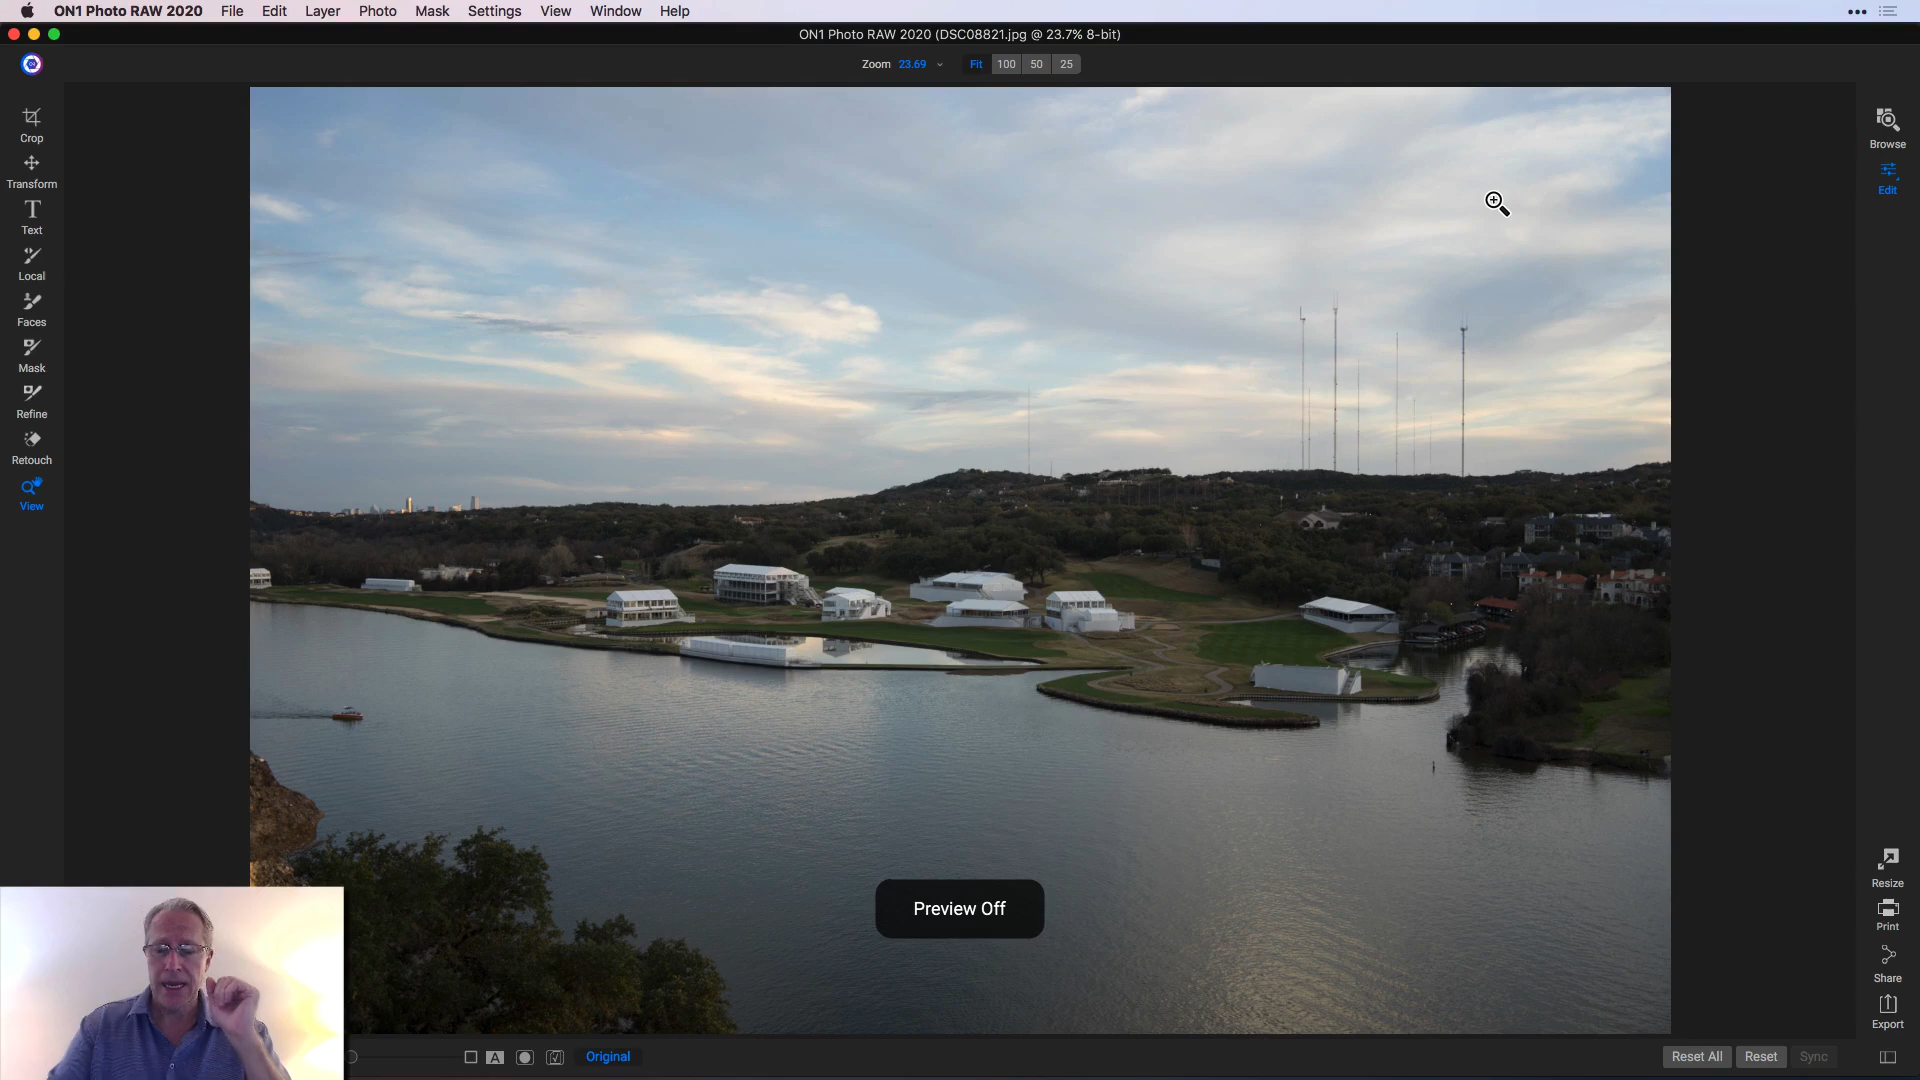 ON1 Photo RAW 2020 File Edit Layer Photo Mask Settings View Window Help
ON1 Photo RAW 2020 (DSC08821.jpg @ 23.7% 8-bit)
Zoom 23.69 Fit 100 50 25
Crop
Transform
Text
Local
Faces
Mask
Refine
Retouch
View
Browse
Edit
Preview Off
Resize
Print
Share
Export
A Original Reset All Reset Sync